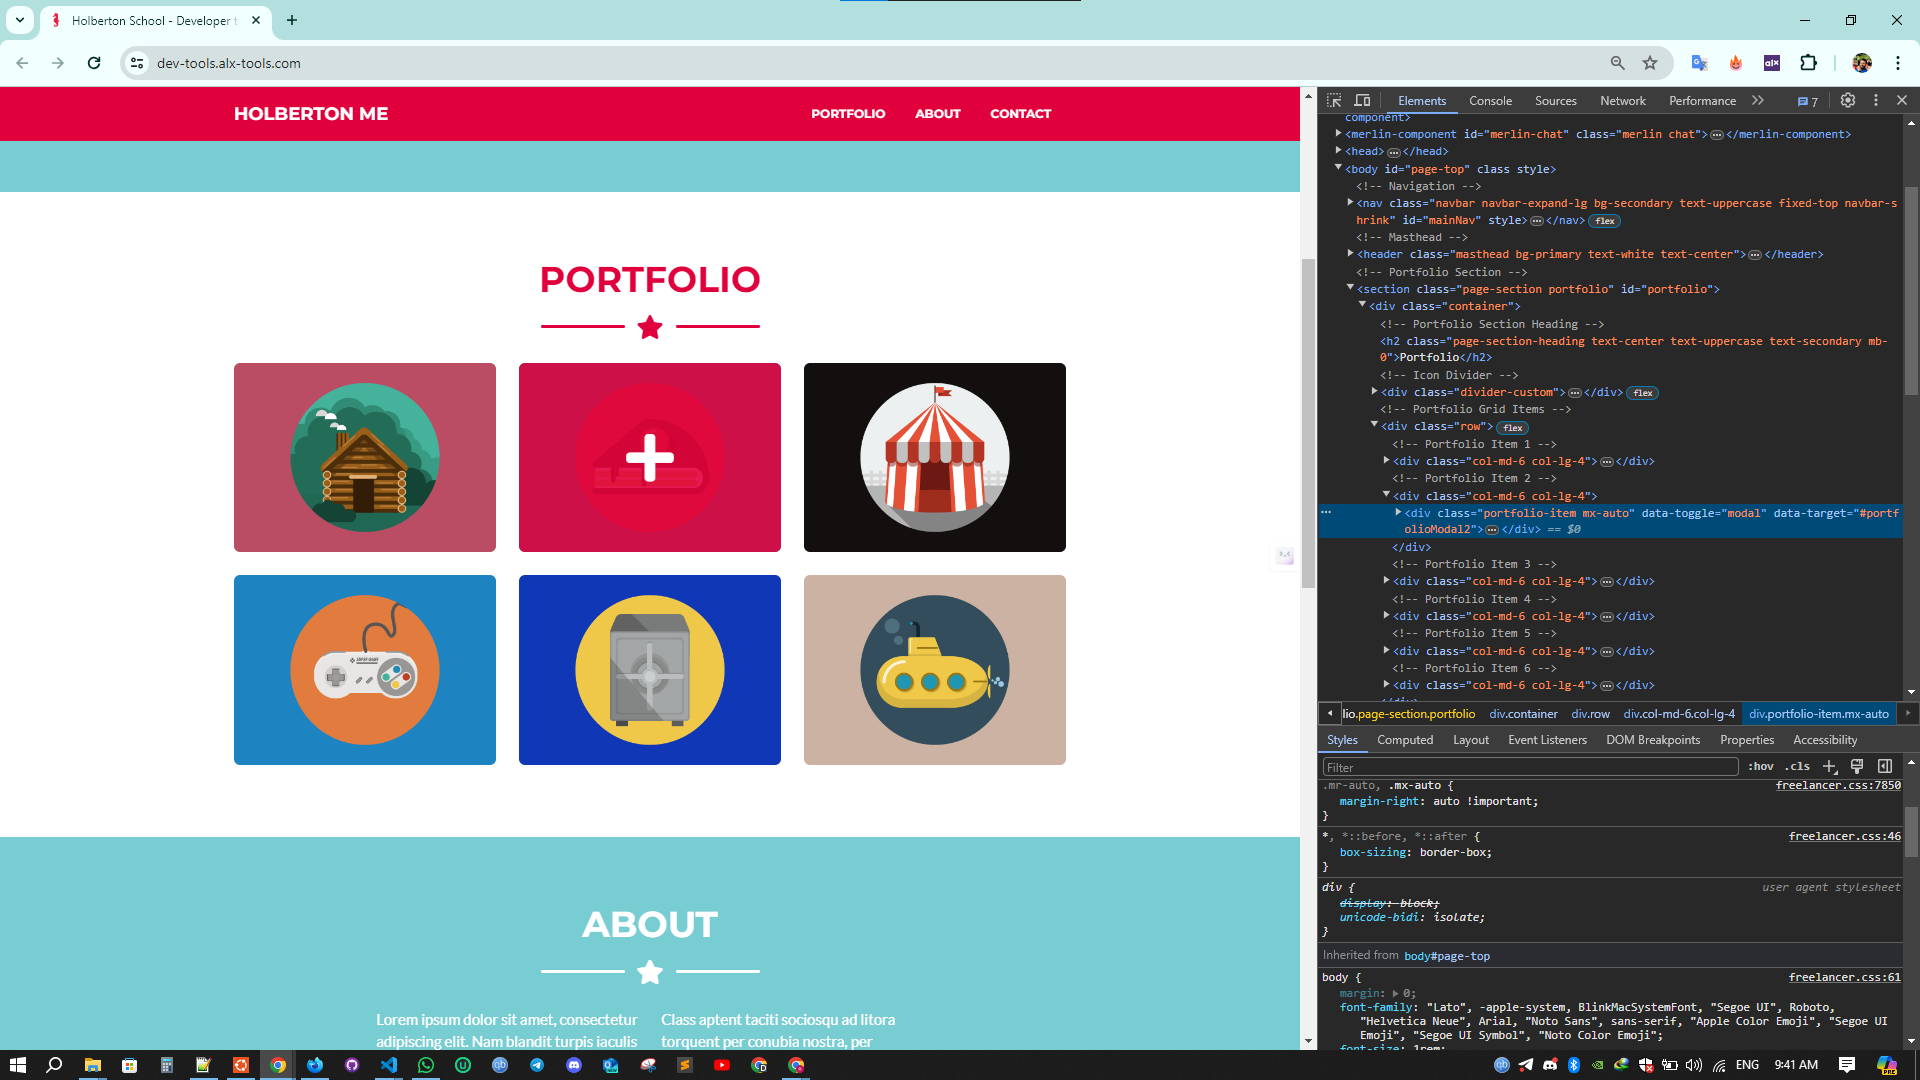 Holberton School - Developer t
dev-tools.alx-tools.com
HOLBERTON ME
PORTFOLIO
ABOUT
CONTACT
PORTFOLIO
ABOUT
Lorem ipsum dolor sit amet, consectetur
adipiscing elit. Nam blandit turpis iaculis
Class aptent taciti sociosqu ad litora
torquent per conubia nostra, per
Elements
Console
Sources
Network
Performance
7
component>
<merlin-component id="merlin-chat" class="merlin chat">…</merlin-component>
<head>…</head>
<body id="page-top" class style>
<!-- Navigation -->
<nav class="navbar navbar-expand-lg bg-secondary text-uppercase fixed-top navbar-s
hrink" id="mainNav" style>…</nav> flex
<!-- Masthead -->
<header class="masthead bg-primary text-white text-center">…</header>
<!-- Portfolio Section -->
<section class="page-section portfolio" id="portfolio">
<div class="container">
<!-- Portfolio Section Heading -->
<h2 class="page-section-heading text-center text-uppercase text-secondary mb-
0">Portfolio</h2>
<!-- Icon Divider -->
<div class="divider-custom">…</div> flex
<!-- Portfolio Grid Items -->
<div class="row"> flex
<!-- Portfolio Item 1 -->
<div class="col-md-6 col-lg-4">…</div>
<!-- Portfolio Item 2 -->
<div class="col-md-6 col-lg-4">
<div class="portfolio-item mx-auto" data-toggle="modal" data-target="#portf
olioModal2">…</div> == $0
</div>
<!-- Portfolio Item 3 -->
<div class="col-md-6 col-lg-4">…</div>
<!-- Portfolio Item 4 -->
<div class="col-md-6 col-lg-4">…</div>
<!-- Portfolio Item 5 -->
<div class="col-md-6 col-lg-4">…</div>
<!-- Portfolio Item 6 -->
<div class="col-md-6 col-lg-4">…</div>
lio.page-section.portfolio
div.container
div.row
div.col-md-6.col-lg-4
div.portfolio-item.mx-auto
Styles
Computed
Layout
Event Listeners
DOM Breakpoints
Properties
Accessibility
Filter
:hov
.cls
.mr-auto, .mx-auto {
freelancer.css:7850
margin-right: auto !important;
}
*, *::before, *::after {
freelancer.css:46
box-sizing: border-box;
}
div {
user agent stylesheet
display: block;
unicode-bidi: isolate;
}
Inherited from body#page-top
body {
freelancer.css:61
margin: 0;
font-family: "Lato", -apple-system, BlinkMacSystemFont, "Segoe UI", Roboto,
"Helvetica Neue", Arial, "Noto Sans", sans-serif, "Apple Color Emoji", "Segoe UI
Emoji", "Segoe UI Symbol", "Noto Color Emoji";
font-size: 1rem;
ENG
9:41 AM